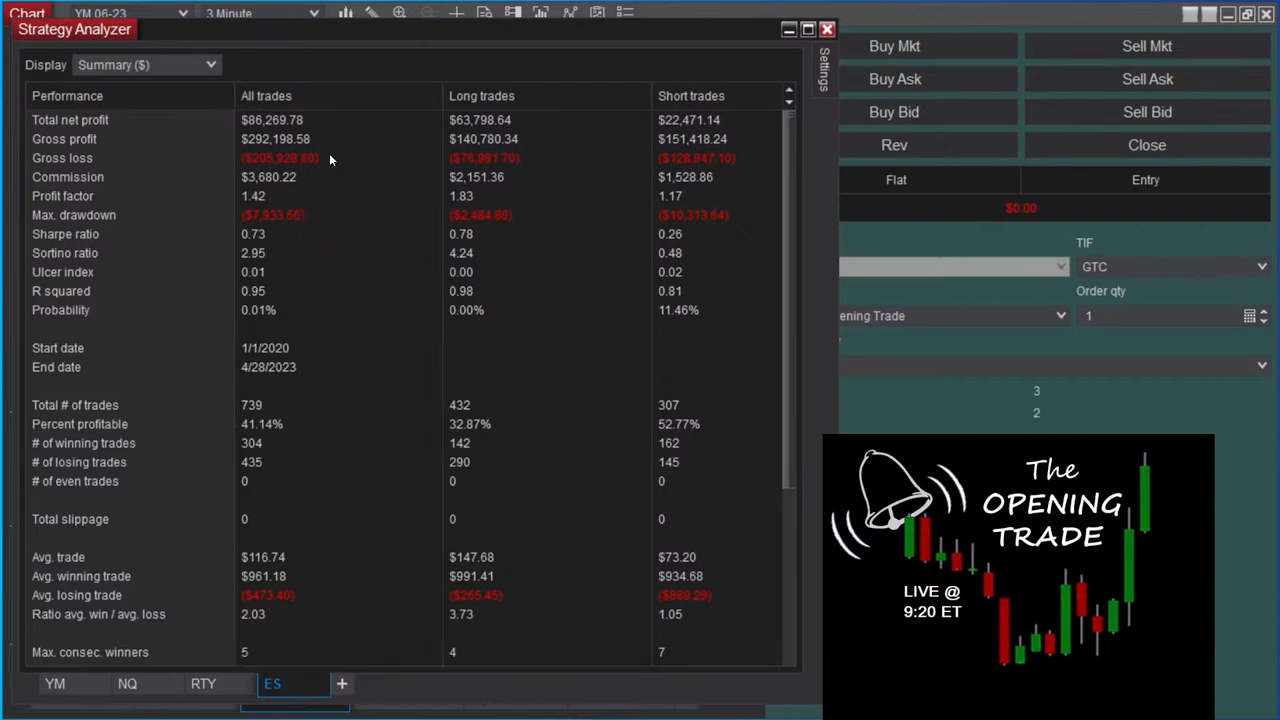 Chart YM 06-23 3 Minute
Strategy Analyzer
Display Summary ($)
Settings
Performance All trades Long trades Short trades
Total net profit $86,269.78 $63,798.64 $22,471.14
Gross profit $292,198.58 $140,780.34 $151,418.24
Gross loss ($205,928.80) ($76,981.70) ($128,947.10)
Commission $3,680.22 $2,151.36 $1,528.86
Profit factor 1.42 1.83 1.17
Max. drawdown ($7,933.56) ($2,484.86) ($10,313.64)
Sharpe ratio 0.73 0.78 0.26
Sortino ratio 2.95 4.24 0.48
Ulcer index 0.01 0.00 0.02
R squared 0.95 0.98 0.81
Probability 0.01% 0.00% 11.46%
Start date 1/1/2020
End date 4/28/2023
Total # of trades 739 432 307
Percent profitable 41.14% 32.87% 52.77%
# of winning trades 304 142 162
# of losing trades 435 290 145
# of even trades 0 0 0
Total slippage 0 0 0
Avg. trade $116.74 $147.68 $73.20
Avg. winning trade $961.18 $991.41 $934.68
Avg. losing trade ($473.40) ($265.45) ($889.29)
Ratio avg. win / avg. loss 2.03 3.73 1.05
Max. consec. winners 5 4 7
YM NQ RTY ES +
Buy Mkt Sell Mkt
Buy Ask Sell Ask
Buy Bid Sell Bid
Rev Close
Flat Entry
$0.00
TIF
GTC
Order qty
ening Trade 1
3
2
The
OPENING
TRADE
LIVE @
9:20 ET